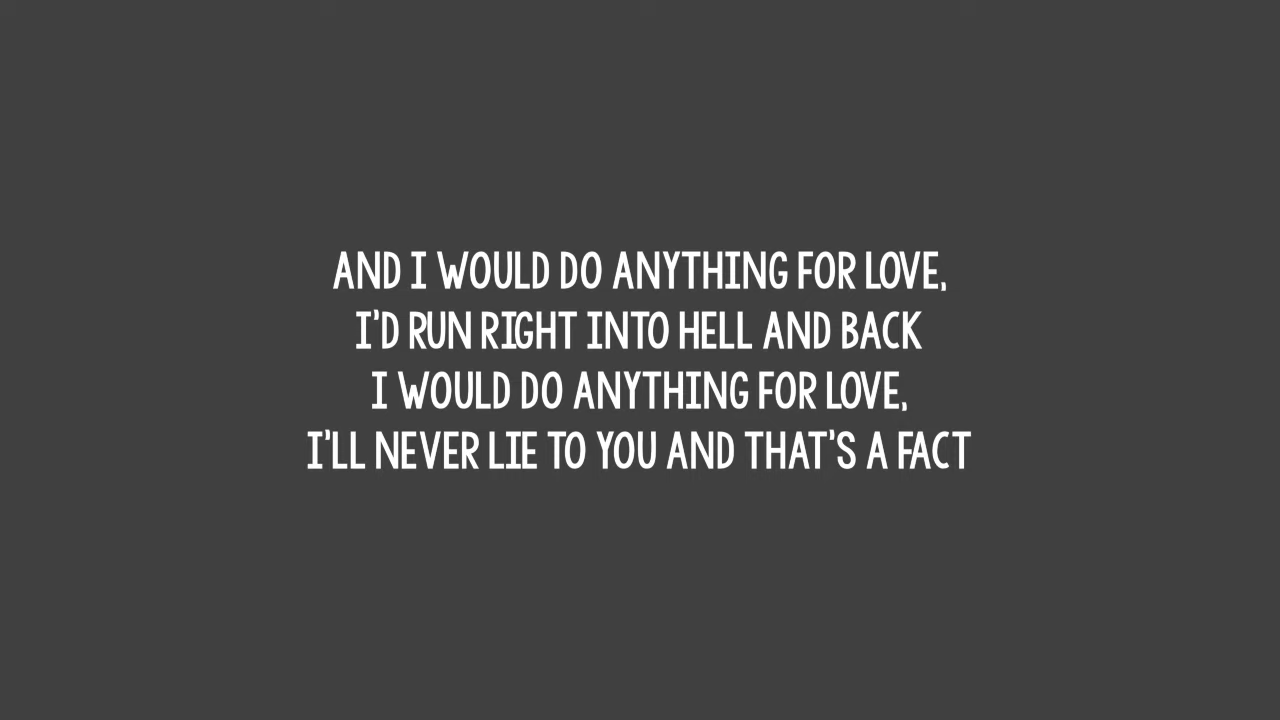 AND I WOULD DO ANYTHING FOR LOVE,
I'D RUN RIGHT INTO HELL AND BACK
I WOULD DO ANYTHING FOR LOVE,
I'LL NEVER LIE TO YOU AND THAT'S A FACT